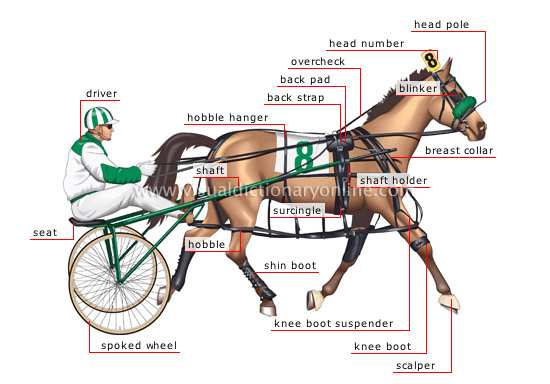 head pole
head number
8
overcheck
back pad
blinker
driver
back strap
hobble hanger
8
breast collar
shaft
shaft holder
www.visualdictionaryonline.com
surcingle
seat
hobble
shin boot
knee boot suspender
spoked wheel
knee boot
scalper